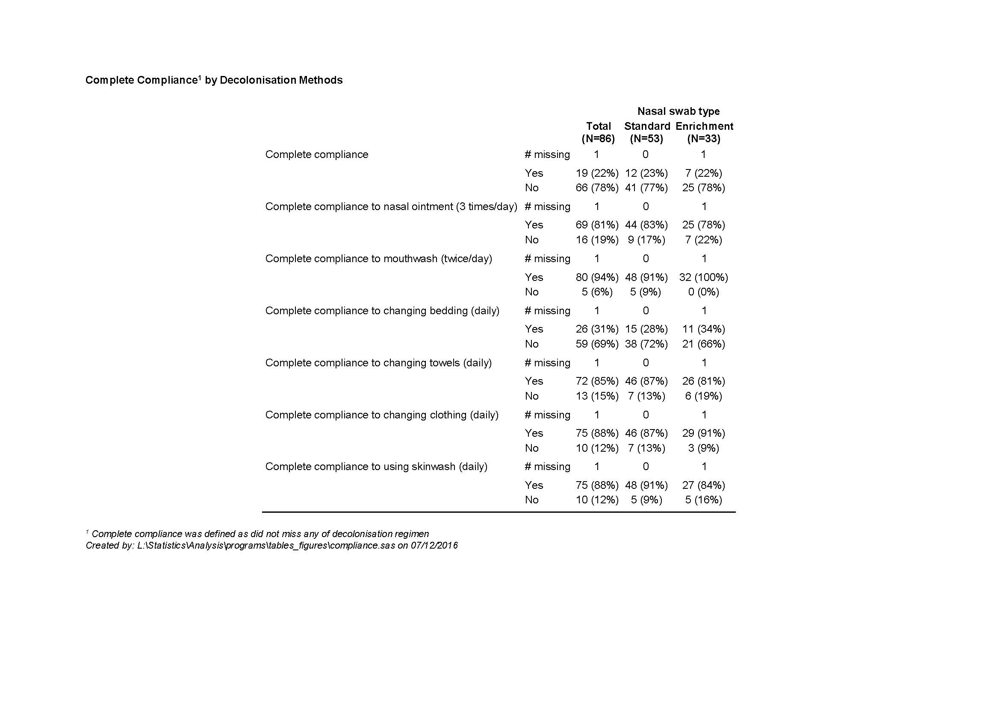 Complete Compliance¹ by Decolonisation Methods
Nasal swab type
Total Standard Enrichment
(N=86) (N=53) (N=33)
Complete compliance # missing 1 0 1
Yes 19 (22%) 12 (23%) 7 (22%)
No 66 (78%) 41 (77%) 25 (78%)
Complete compliance to nasal ointment (3 times/day) # missing 1 0 1
Yes 69 (81%) 44 (83%) 25 (78%)
No 16 (19%) 9 (17%) 7 (22%)
Complete compliance to mouthwash (twice/day) # missing 1 0 1
Yes 80 (94%) 48 (91%) 32 (100%)
No 5 (6%) 5 (9%) 0 (0%)
Complete compliance to changing bedding (daily) # missing 1 0 1
Yes 26 (31%) 15 (28%) 11 (34%)
No 59 (69%) 38 (72%) 21 (66%)
Complete compliance to changing towels (daily) # missing 1 0 1
Yes 72 (85%) 46 (87%) 26 (81%)
No 13 (15%) 7 (13%) 6 (19%)
Complete compliance to changing clothing (daily) # missing 1 0 1
Yes 75 (88%) 46 (87%) 29 (91%)
No 10 (12%) 7 (13%) 3 (9%)
Complete compliance to using skinwash (daily) # missing 1 0 1
Yes 75 (88%) 48 (91%) 27 (84%)
No 10 (12%) 5 (9%) 5 (16%)
¹ Complete compliance was defined as did not miss any of decolonisation regimen
Created by: L:\Statistics\Analysis\programs\tables_figures\compliance.sas on 07/12/2016